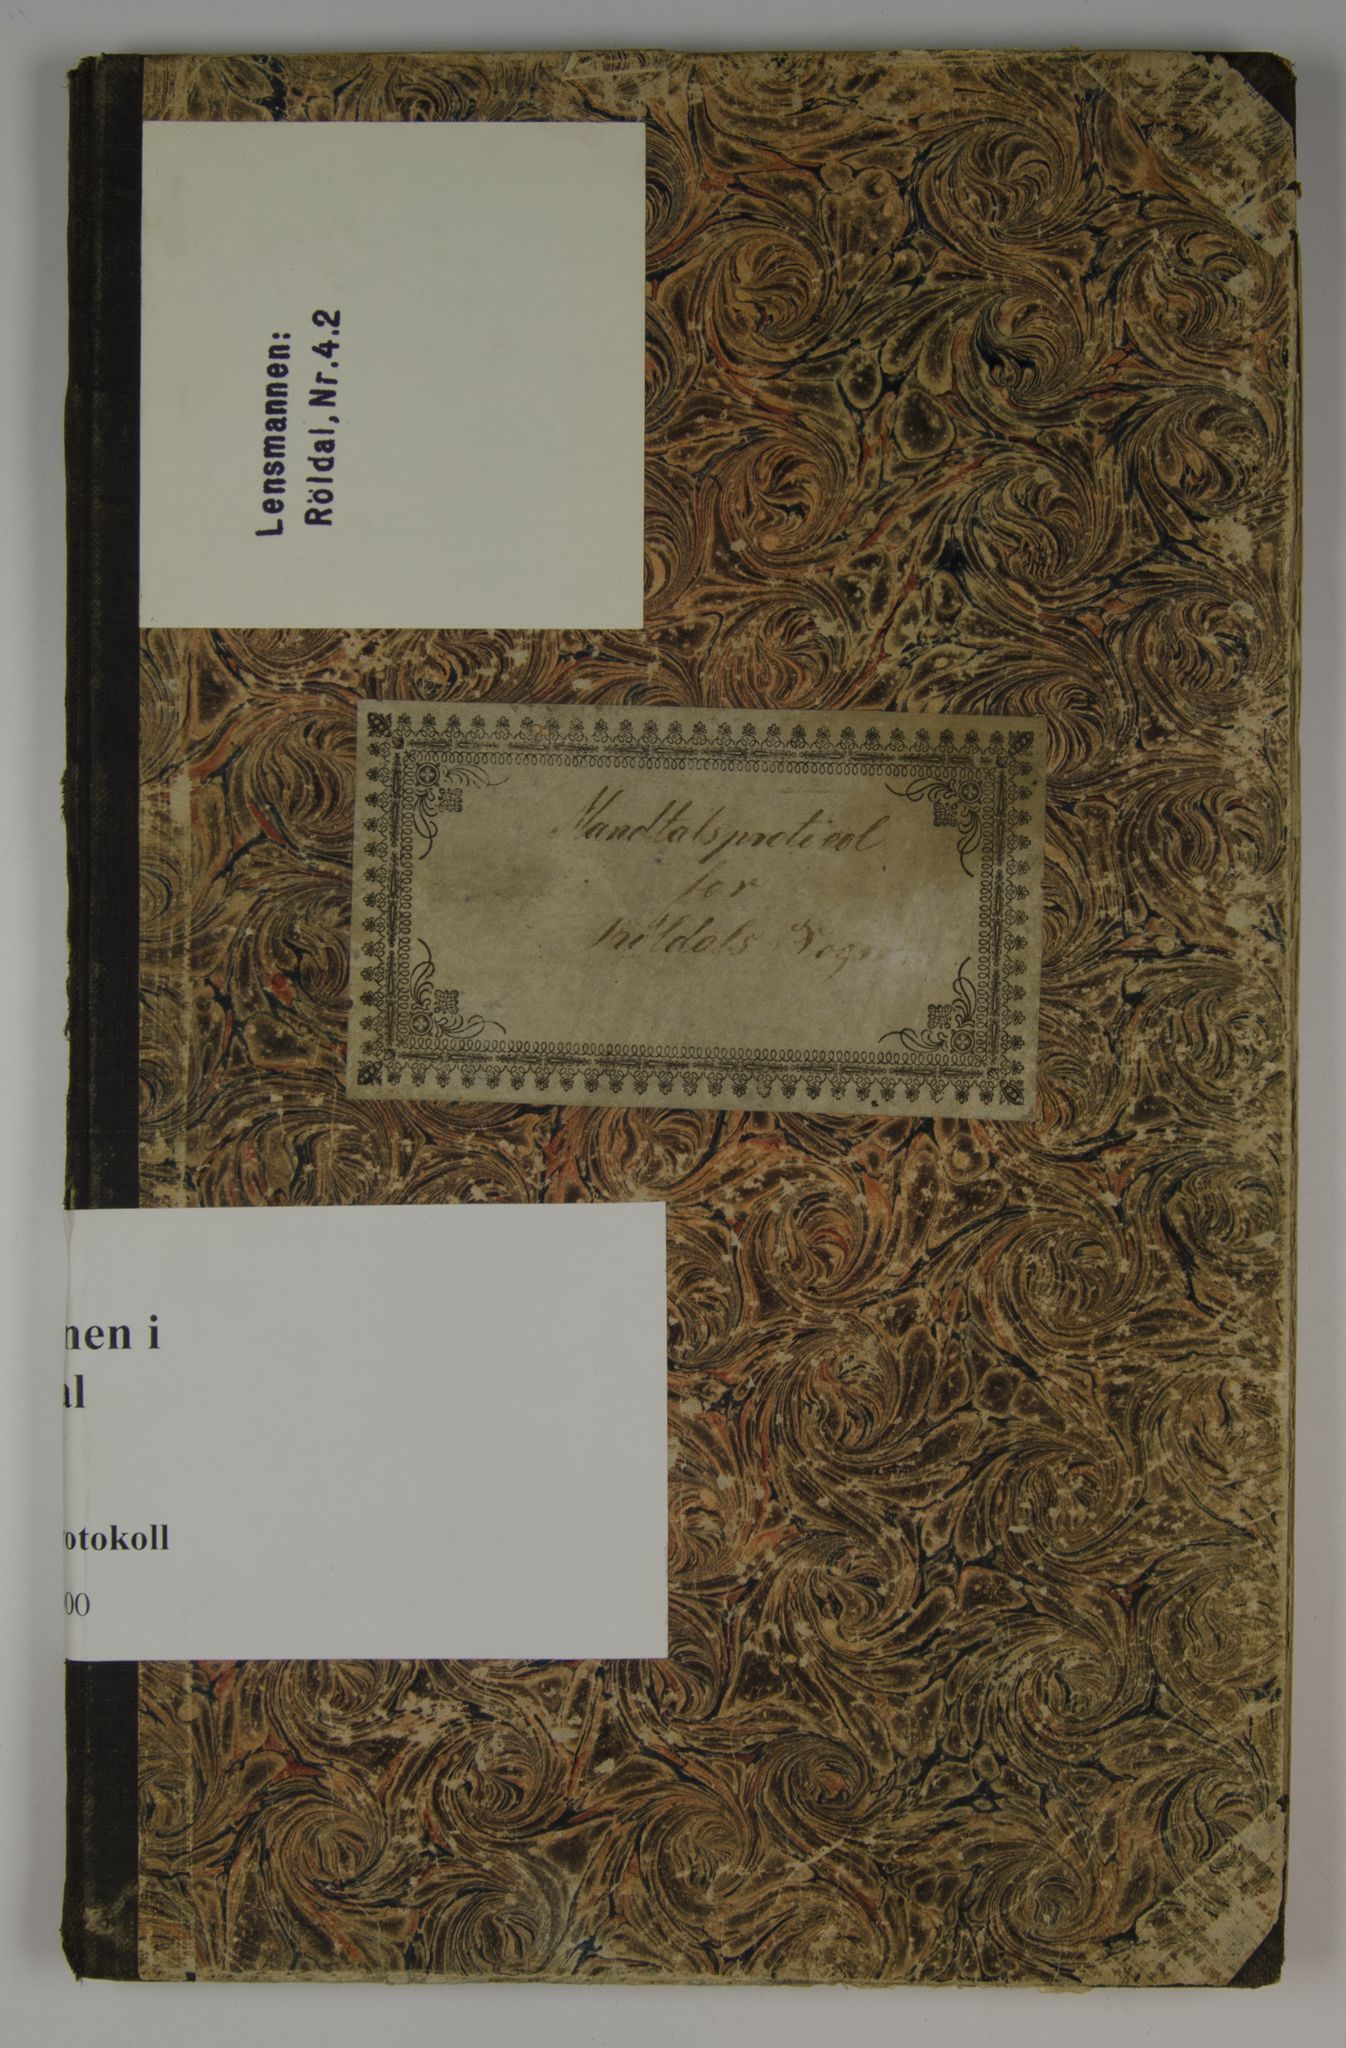 Lensmannen:
Röldal, Nr. 4.2
Mandtalsprotocol
for
Röldals Sogn
nen i
al
otokoll
00